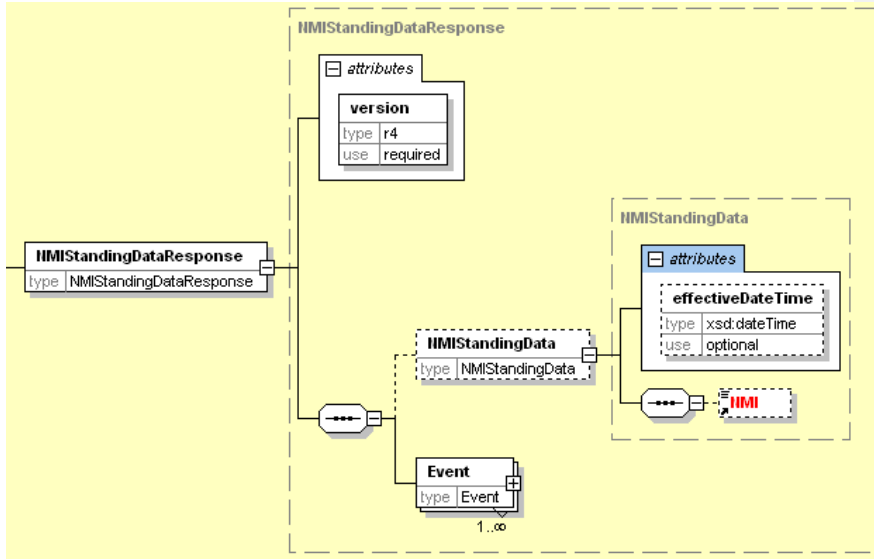 NMIStandingDataResponse
attributes
version
type r4
use required
NMIStandingData
NMIStandingDataResponse
type NMIStandingDataResponse
attributes
effectiveDateTime
type xsd:dateTime
use optional
NMIStandingData
type NMIStandingData
NMI
Event
type Event
1..∞